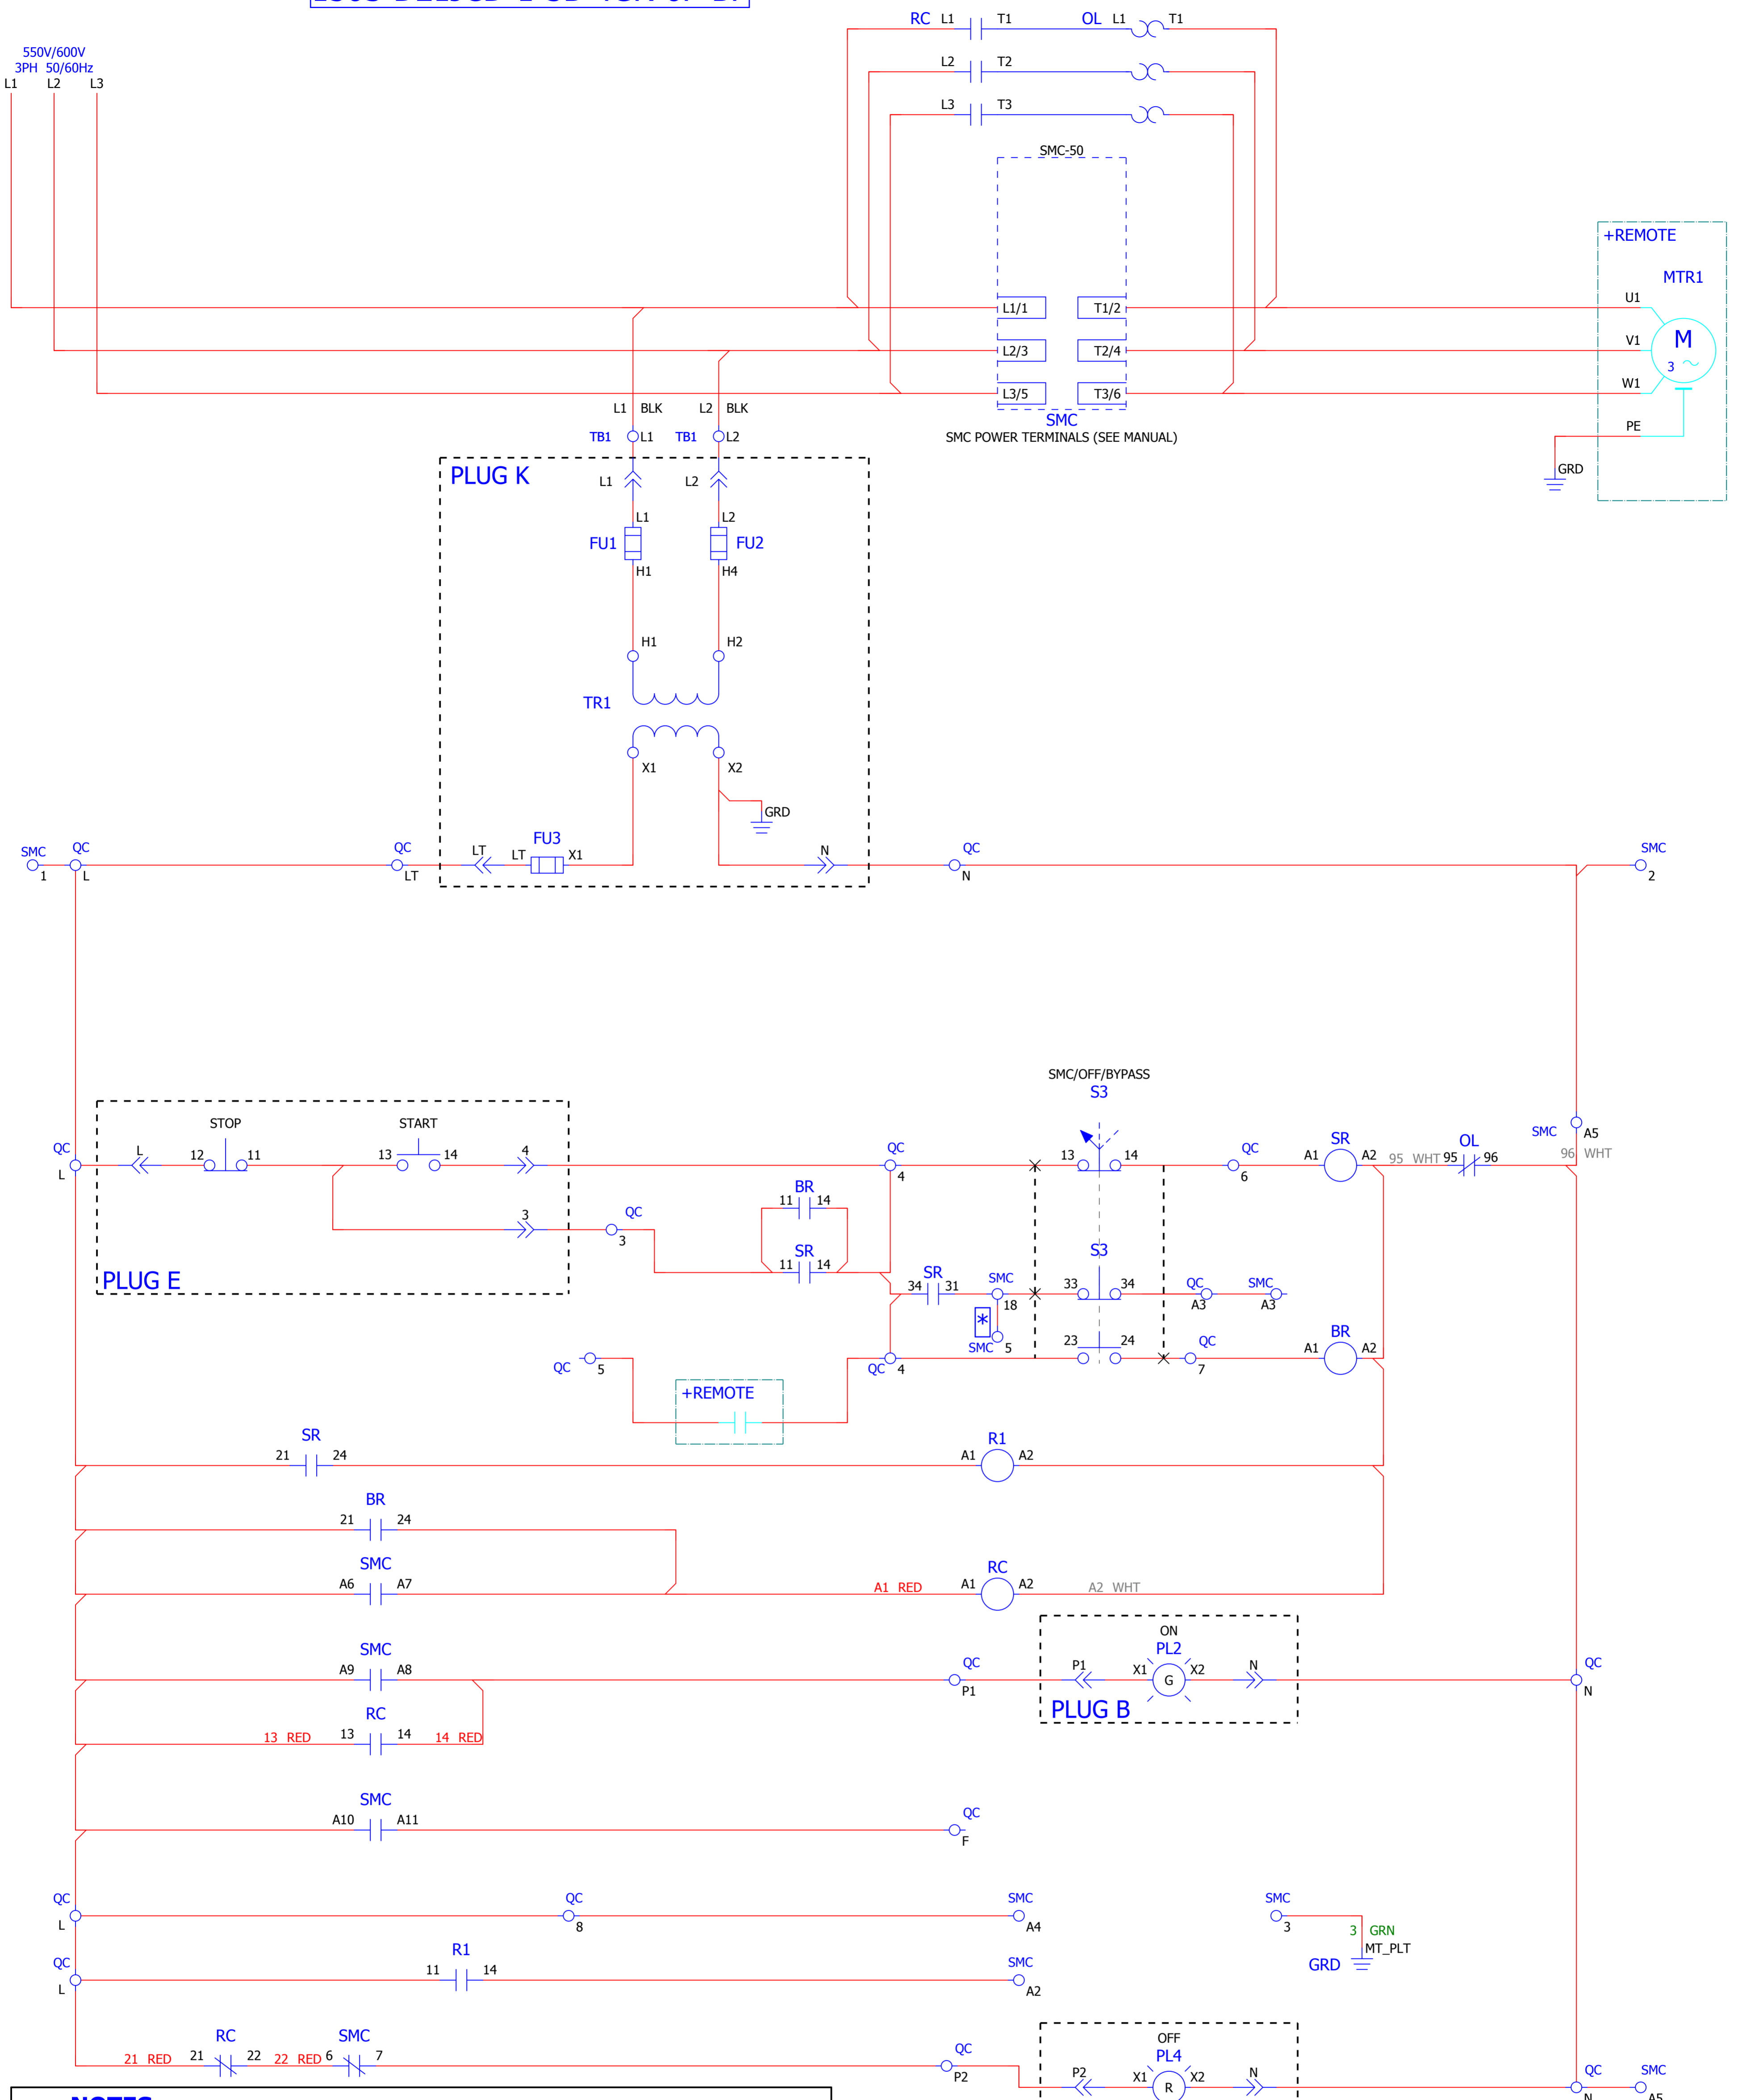 RC L1 T1 OL L1 T1
550V/600V
3PH 50/60Hz
L1 L2 L3
L2 T2
L3 T3
SMC-50
+REMOTE
MTR1
L1/1 T1/2 U1
L2/3 T2/4 V1
M
3
L3/5 T3/6 W1
SMC
SMC POWER TERMINALS (SEE MANUAL)
PE
GRD
L1 BLK L2 BLK
TB1 L1 TB1 L2
PLUG K
L1 L2
L1 L2
FU1 FU2
H1 H4
H1 H2
TR1
X1 X2
GRD
FU3
SMC QC QC LT LT X1 N QC SMC
1 L LT N 2
SMC/OFF/BYPASS
S3
STOP START
QC L 12 11 13 14 4 QC 13 14 QC SR OL SMC A5
L 4 6 A1 A2 95 WHT 95 96 96 WHT
BR
11 14
3 QC
3
SR
11 14
S3
PLUG E
SR
34 31 SMC 33 34 QC SMC
18 A3 A3
*
SMC 5
23 24 QC BR
QC 5 QC 4 7 A1 A2
+REMOTE
SR R1
21 24 A1 A2
BR
21 24
SMC RC
A6 A7 A1 RED A1 A2 A2 WHT
ON
SMC PL2
A9 A8 QC P1 P1 X1 G X2 N QC N
PLUG B
RC
13 RED 13 14 14 RED
SMC
A10 A11 QC
F
QC QC SMC SMC
L 8 A4 3
3 GRN
MT_PLT
GRD
R1
QC 11 14 SMC
L A2
OFF
RC SMC PL4
21 RED 21 22 22 RED 6 7 QC
P2 P2 X1 R X2 N QC SMC